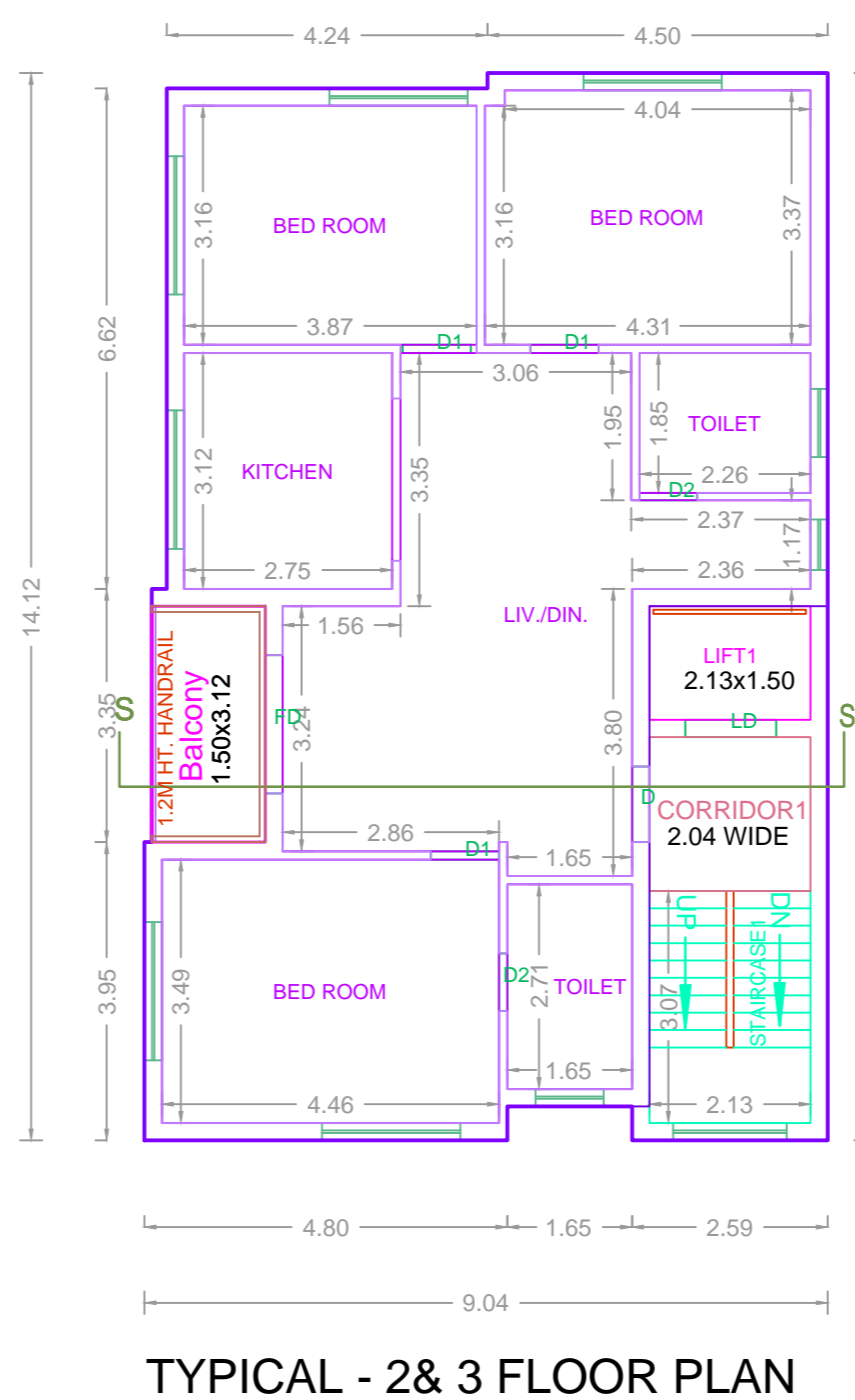 4.24
4.50
4.04
3.16
BED ROOM
3.16
BED ROOM
3.37
3.87
4.31
6.62
D1
D1
3.06
KITCHEN
3.12
3.35
1.95
1.85
TOILET
2.26
D2
2.37
1.17
2.75
2.36
14.12
1.56
LIV./DIN.
LIFT1
2.13x1.50
1.2M HT. HANDRAIL
Balcony
1.50x3.12
3.35
S
FD
3.24
3.80
LD
S
D
CORRIDOR1
2.04 WIDE
2.86
D1
1.65
UP
DN
STAIRCASE1
3.95
3.49
BED ROOM
D2
2.71
TOILET
3.07
1.65
4.46
2.13
4.80
1.65
2.59
9.04
TYPICAL - 2& 3 FLOOR PLAN